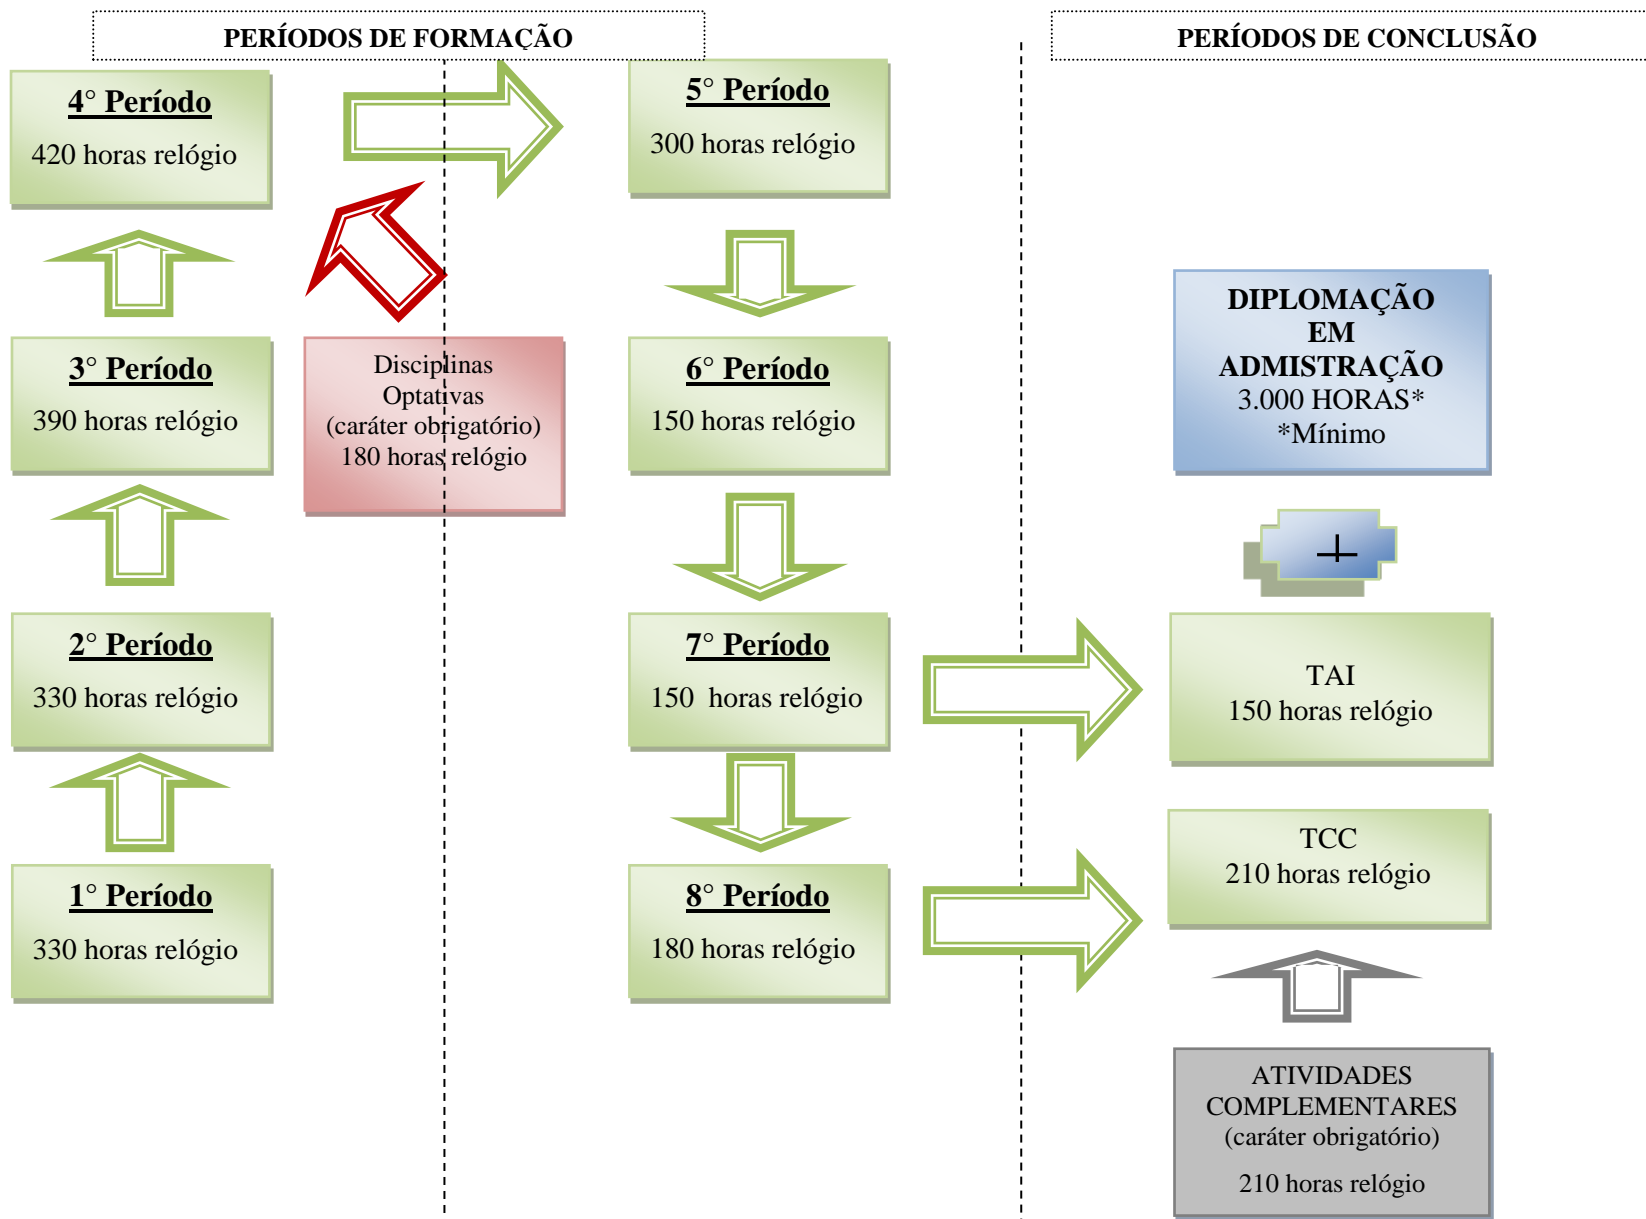 PERÍODOS DE FORMAÇÃO
PERÍODOS DE CONCLUSÃO
4° Período
420 horas relógio
5° Período
300 horas relógio
3° Período
390 horas relógio
Disciplinas
Optativas
(caráter obrigatório)
180 horas relógio
6° Período
150 horas relógio
DIPLOMAÇÃO
EM
ADMISTRAÇÃO
3.000 HORAS*
*Mínimo
+
2° Período
330 horas relógio
7° Período
150 horas relógio
TAI
150 horas relógio
1° Período
330 horas relógio
8° Período
180 horas relógio
TCC
210 horas relógio
ATIVIDADES
COMPLEMENTARES
(caráter obrigatório)
210 horas relógio